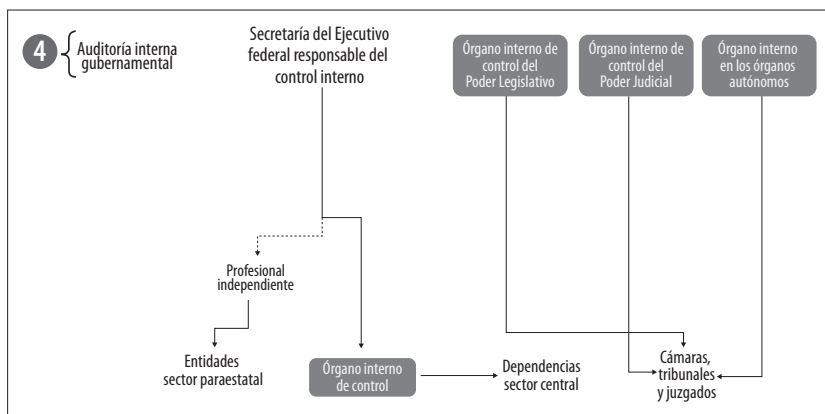 4
Auditoría interna
gubernamental
Secretaría del Ejecutivo
federal responsable del
control interno
Órgano interno de
control del
Poder Legislativo
Órgano interno de
control del
Poder Judicial
Órgano interno
en los órganos
autónomos
Profesional
independiente
Entidades
sector paraestatal
Órgano interno
de control
Dependencias
sector central
Cámaras,
tribunales
y juzgados